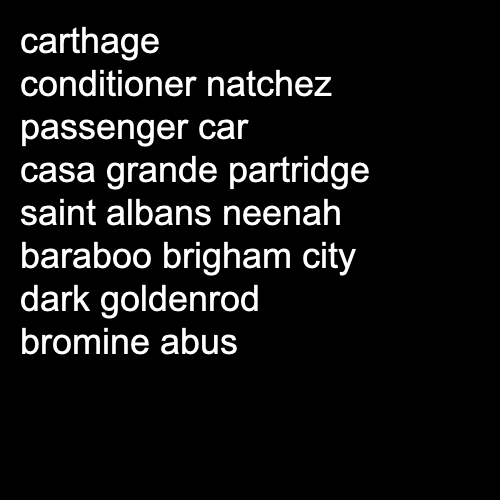 carthage
conditioner natchez
passenger car
casa grande partridge
saint albans neenah
baraboo brigham city
dark goldenrod
bromine abus